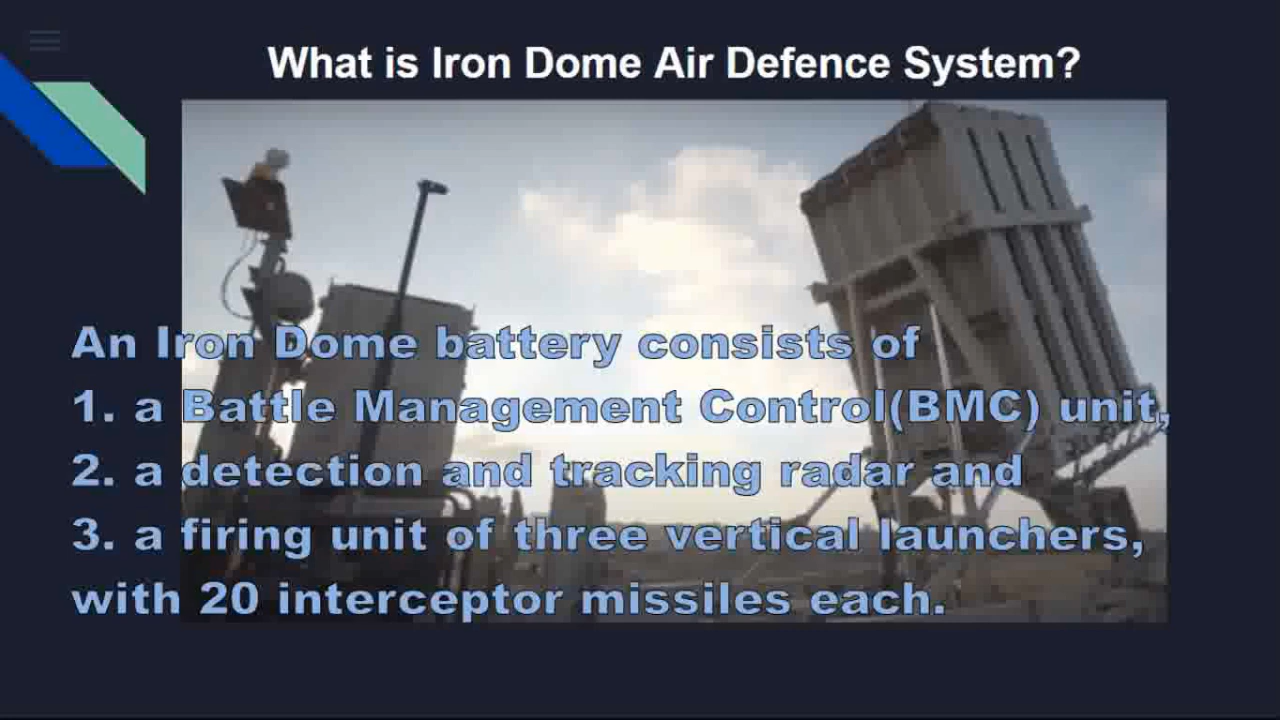 What is Iron Dome Air Defence System?
An Iron Dome battery consists of
1. a Battle Management Control(BMC) unit,
2. a detection and tracking radar and
3. a firing unit of three vertical launchers,
with 20 interceptor missiles each.